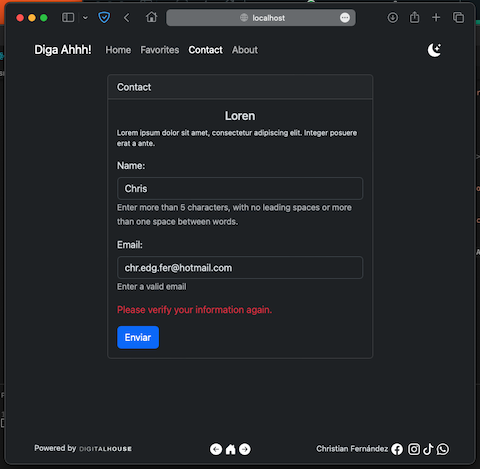 localhost
Diga Ahhh! Home Favorites Contact About
Contact
Loren
Lorem ipsum dolor sit amet, consectetur adipiscing elit. Integer posuere
erat a ante.
Name:
Chris
Enter more than 5 characters, with no leading spaces or more
than one space between words.
Email:
chr.edg.fer@hotmail.com
Enter a valid email
Please verify your information again.
Enviar
Powered by DIGITALHOUSE
Christian Fernández